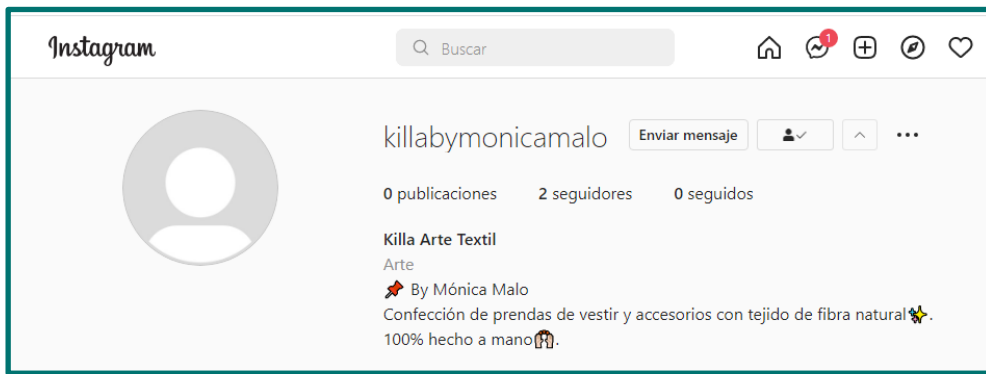 Instagram
Buscar
1
killabymonicamalo Enviar mensaje
0 publicaciones 2 seguidores 0 seguidos
Killa Arte Textil
Arte
📌 By Mónica Malo
Confección de prendas de vestir y accesorios con tejido de fibra natural✨.
100% hecho a mano🤲.